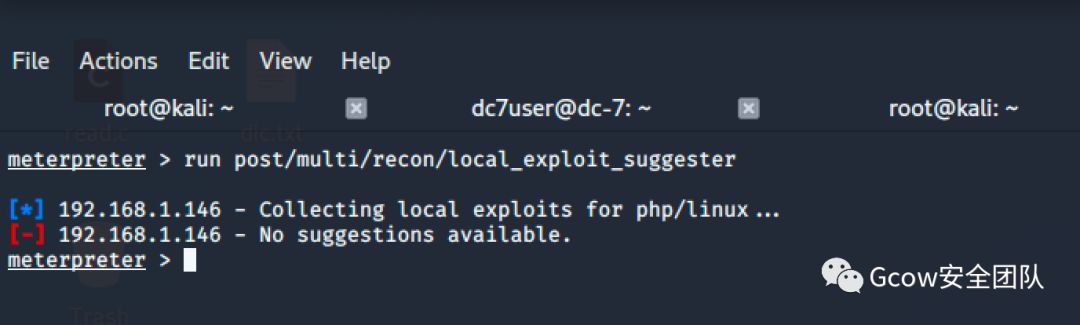 File Actions Edit View Help
root@kali: ~ dc7user@dc-7: ~ root@kali: ~
read.c dic.txt
meterpreter > run post/multi/recon/local_exploit_suggester
[*] 192.168.1.146 - Collecting local exploits for php/linux...
[-] 192.168.1.146 - No suggestions available.
meterpreter >
Gcow安全团队
Trash